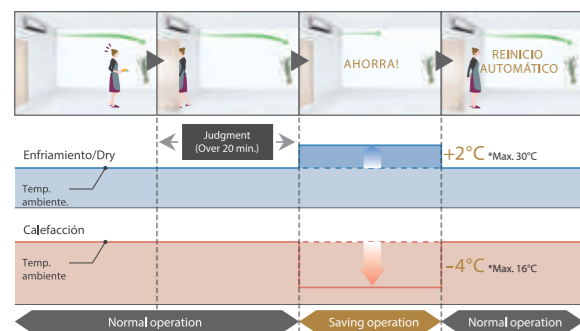 AHORRA!
REINICIO
AUTOMÁTICO
Judgment
(Over 20 min.)
Enfriamiento/Dry
+2°C *Max. 30°C
Temp.
ambiente.
Calefacción
Temp.
ambiente
–4°C *Max. 16°C
Normal operation
Saving operation
Normal operation